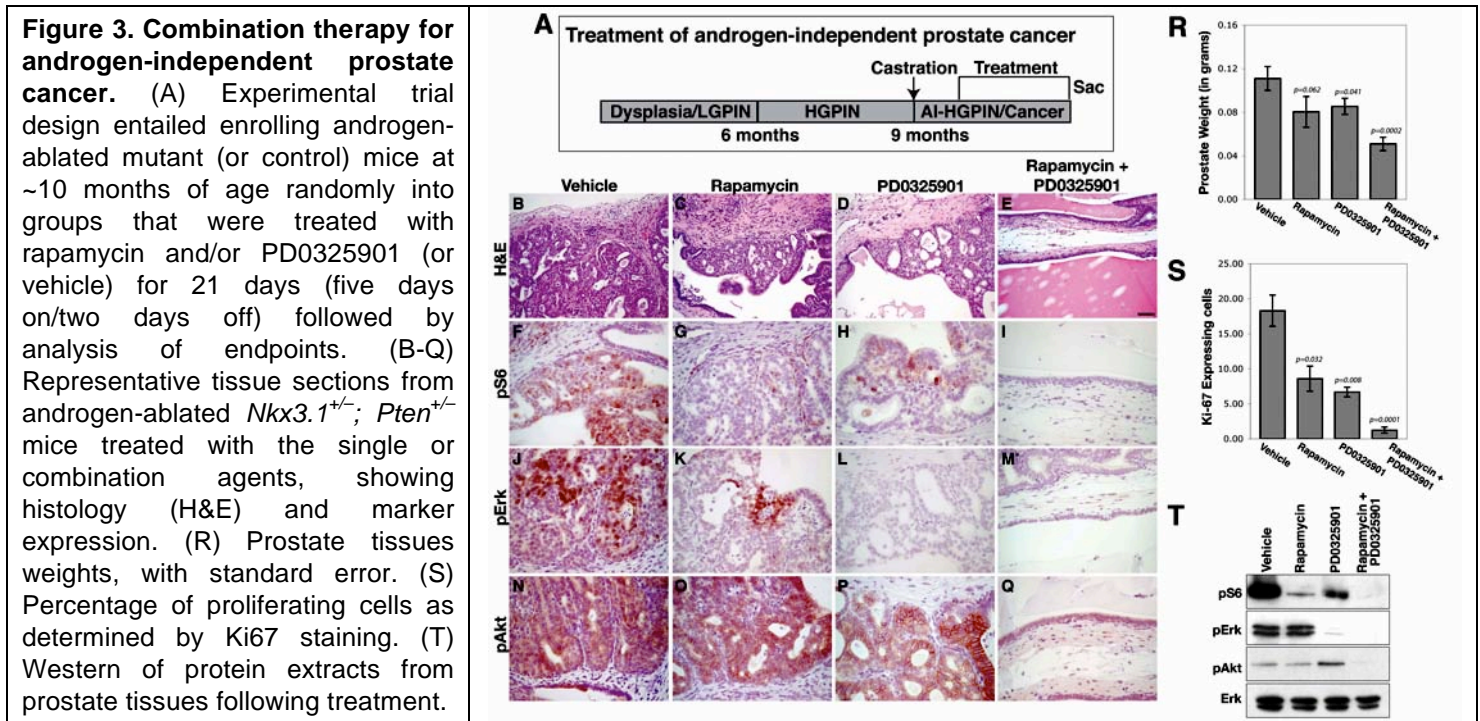 Figure 3. Combination therapy for
androgen-independent prostate
cancer. (A) Experimental trial
design entailed enrolling androgen-
ablated mutant (or control) mice at
~10 months of age randomly into
groups that were treated with
rapamycin and/or PD0325901 (or
vehicle) for 21 days (five days
on/two days off) followed by
analysis of endpoints. (B-Q)
Representative tissue sections from
androgen-ablated Nkx3.1+/–; Pten+/–
mice treated with the single or
combination agents, showing
histology (H&E) and marker
expression. (R) Prostate tissues
weights, with standard error. (S)
Percentage of proliferating cells as
determined by Ki67 staining. (T)
Western of protein extracts from
prostate tissues following treatment.
A
Treatment of androgen-independent prostate cancer
Castration
Treatment
Sac
Dysplasia/LGPIN
HGPIN
AI-HGPIN/Cancer
6 months
9 months
Vehicle
Rapamycin
PD0325901
Rapamycin +
PD0325901
H&E
B
C
D
E
pS6
F
G
H
I
pErk
J
K
L
M
pAkt
N
O
P
Q
R
Prostate Weight (in grams)
0.16
0.12
0.08
0.04
0.00
p=0.062
p=0.041
p=0.0002
Vehicle
Rapamycin
PD0325901
Rapamycin +
PD0325901
S
Ki-67 Expressing cells
25.00
20.00
15.00
10.00
5.00
0.00
p=0.032
p=0.008
p=0.0001
Vehicle
Rapamycin
PD0325901
Rapamycin +
PD0325901
T
Vehicle
Rapamycin
PD0325901
Rapamycin +
PD0325901
pS6
pErk
pAkt
Erk